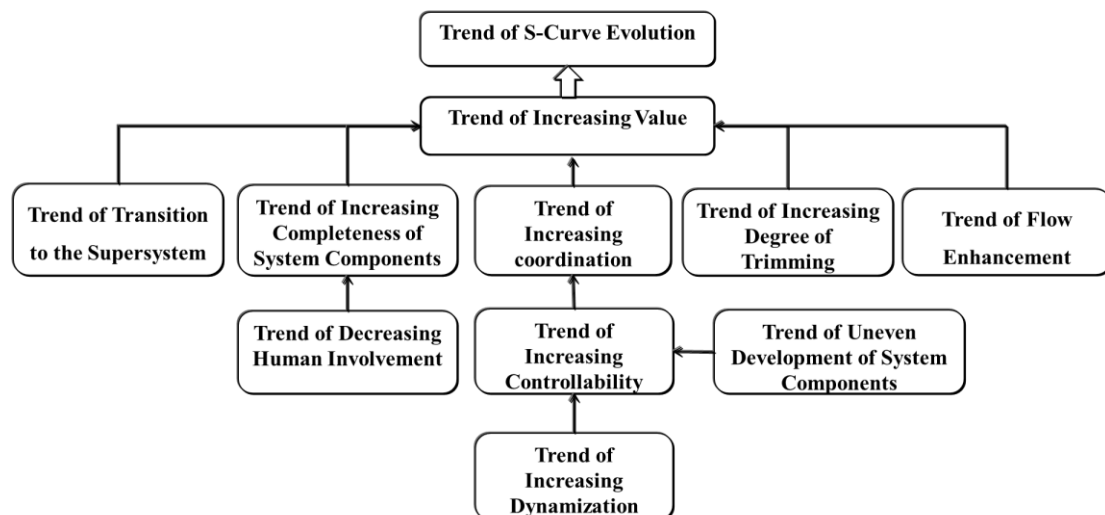 Trend of S-Curve Evolution
Trend of Increasing Value
Trend of Transition
to the Supersystem
Trend of Increasing
Completeness of
System Components
Trend of
Increasing
coordination
Trend of Increasing
Degree of
Trimming
Trend of Flow
Enhancement
Trend of Decreasing
Human Involvement
Trend of
Increasing
Controllability
Trend of Uneven
Development of System
Components
Trend of
Increasing
Dynamization